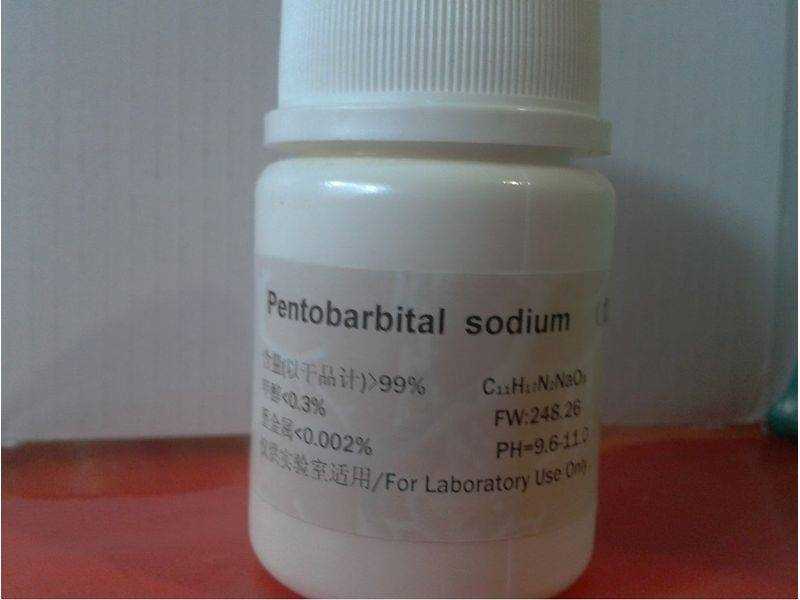 Pentobarbital sodium
含量(以干品计)>99%
C₁₁H₁₇N₂NaO₃
甲醇<0.3%
FW:248.26
重金属<0.002%
PH=9.6-11.0
仅供实验室适用/For Laboratory Use Only